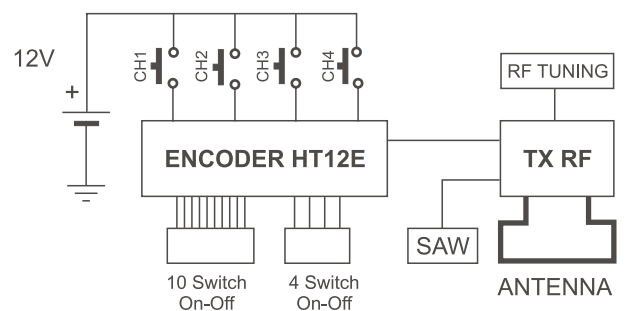 12V
+
CH1
CH2
CH3
CH4
RF TUNING
ENCODER HT12E
TX RF
SAW
10 Switch
On-Off
4 Switch
On-Off
ANTENNA